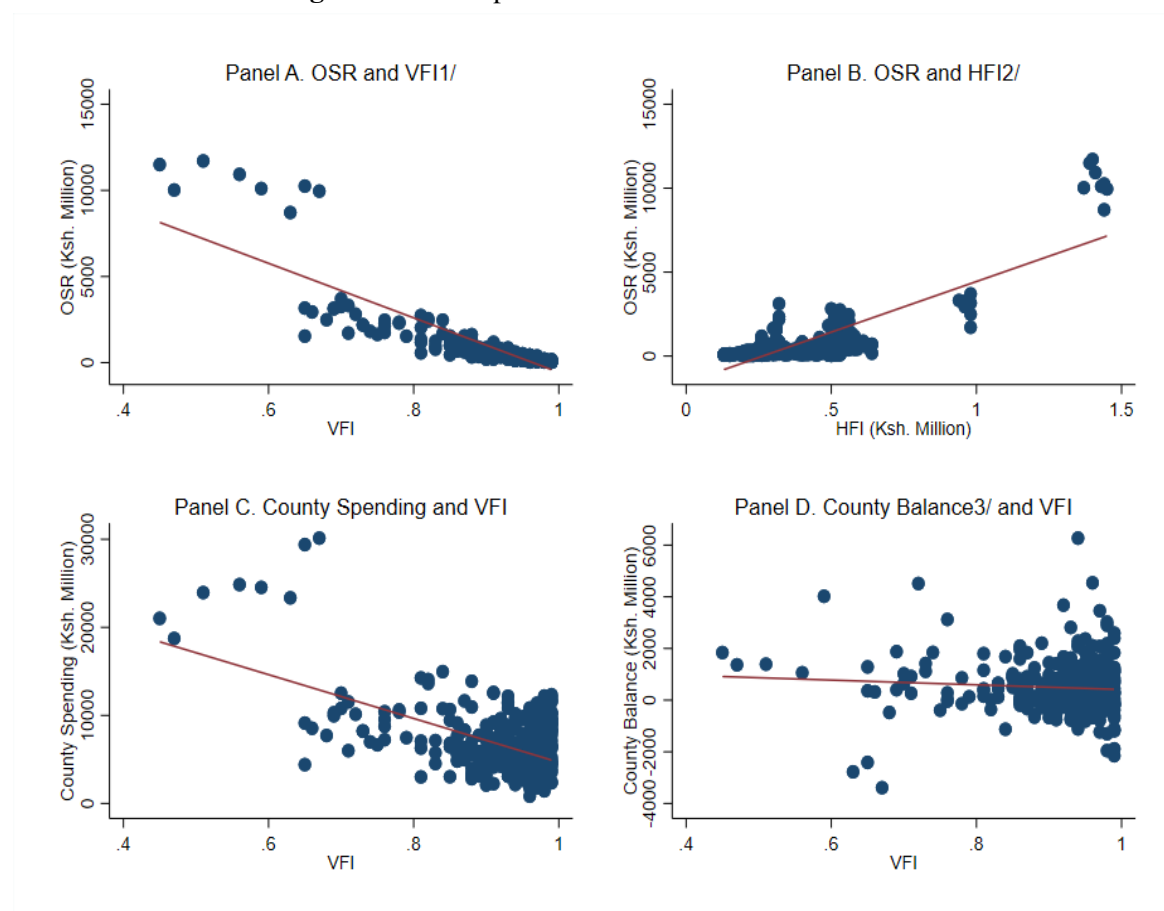 Panel A. OSR and VFI1/
OSR (Ksh. Million)
15000
10000
5000
0
.4 .6 .8 1
VFI
Panel B. OSR and HFI2/
OSR (Ksh. Million)
15000
10000
5000
0
0 .5 1 1.5
HFI (Ksh. Million)
Panel C. County Spending and VFI
County Spending (Ksh. Million)
30000
20000
10000
0
.4 .6 .8 1
VFI
Panel D. County Balance3/ and VFI
County Balance (Ksh. Million)
6000
4000
2000
0
-2000
-4000
.4 .6 .8 1
VFI